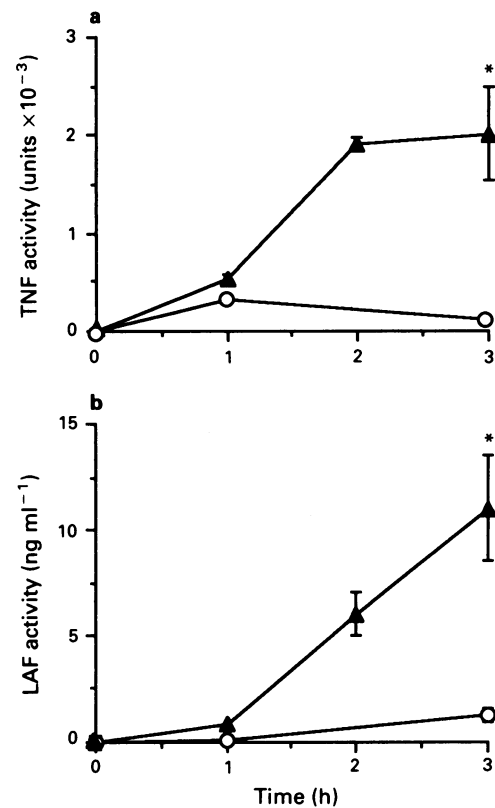 a
TNF activity (units × 10⁻³)
3
2
1
0
*
0 1 2 3
b
LAF activity (ng ml⁻¹)
15
10
5
0
*
0 1 2 3
Time (h)